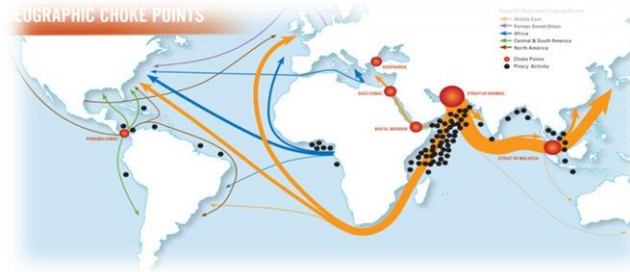 EOGRAPHIC CHOKE POINTS
Middle East
Former Soviet Union
Africa
Central & South America
North America
Choke Points
Piracy Activity
BOSPHORUS
SUEZ CANAL
STRAIT OF HORMUZ
BAB EL-MANDEB
PANAMA CANAL
STRAIT OF MALACCA